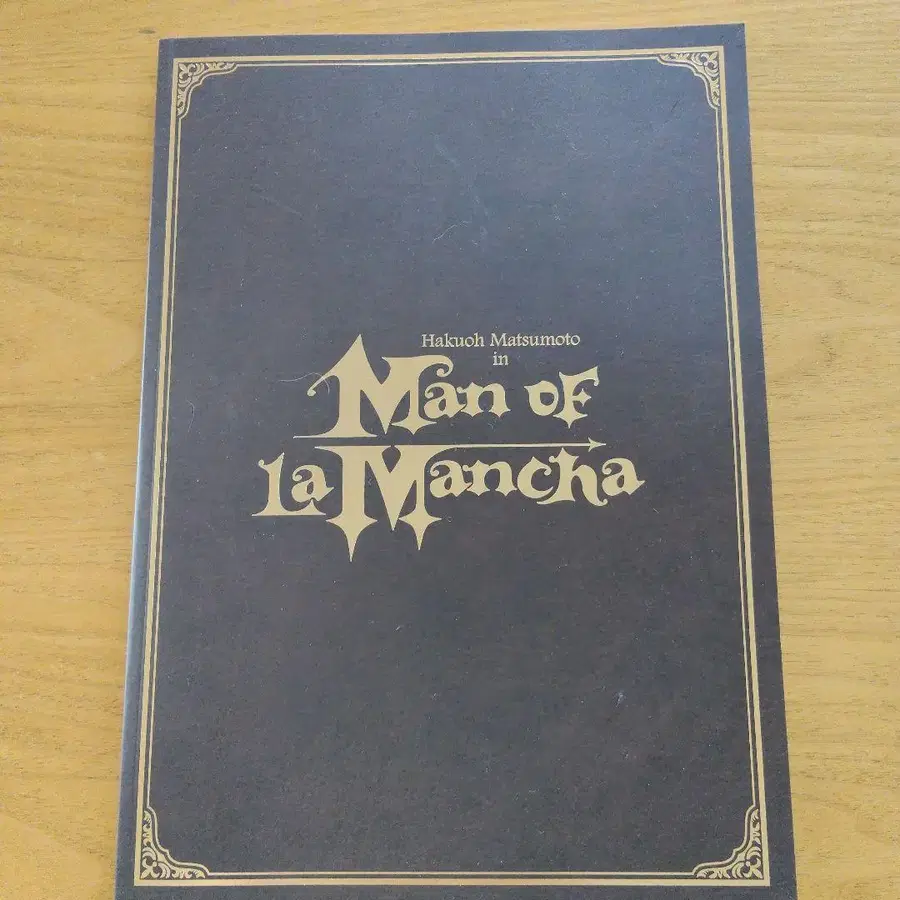 Hakuoh Matsumoto
in
Man of
La Mancha